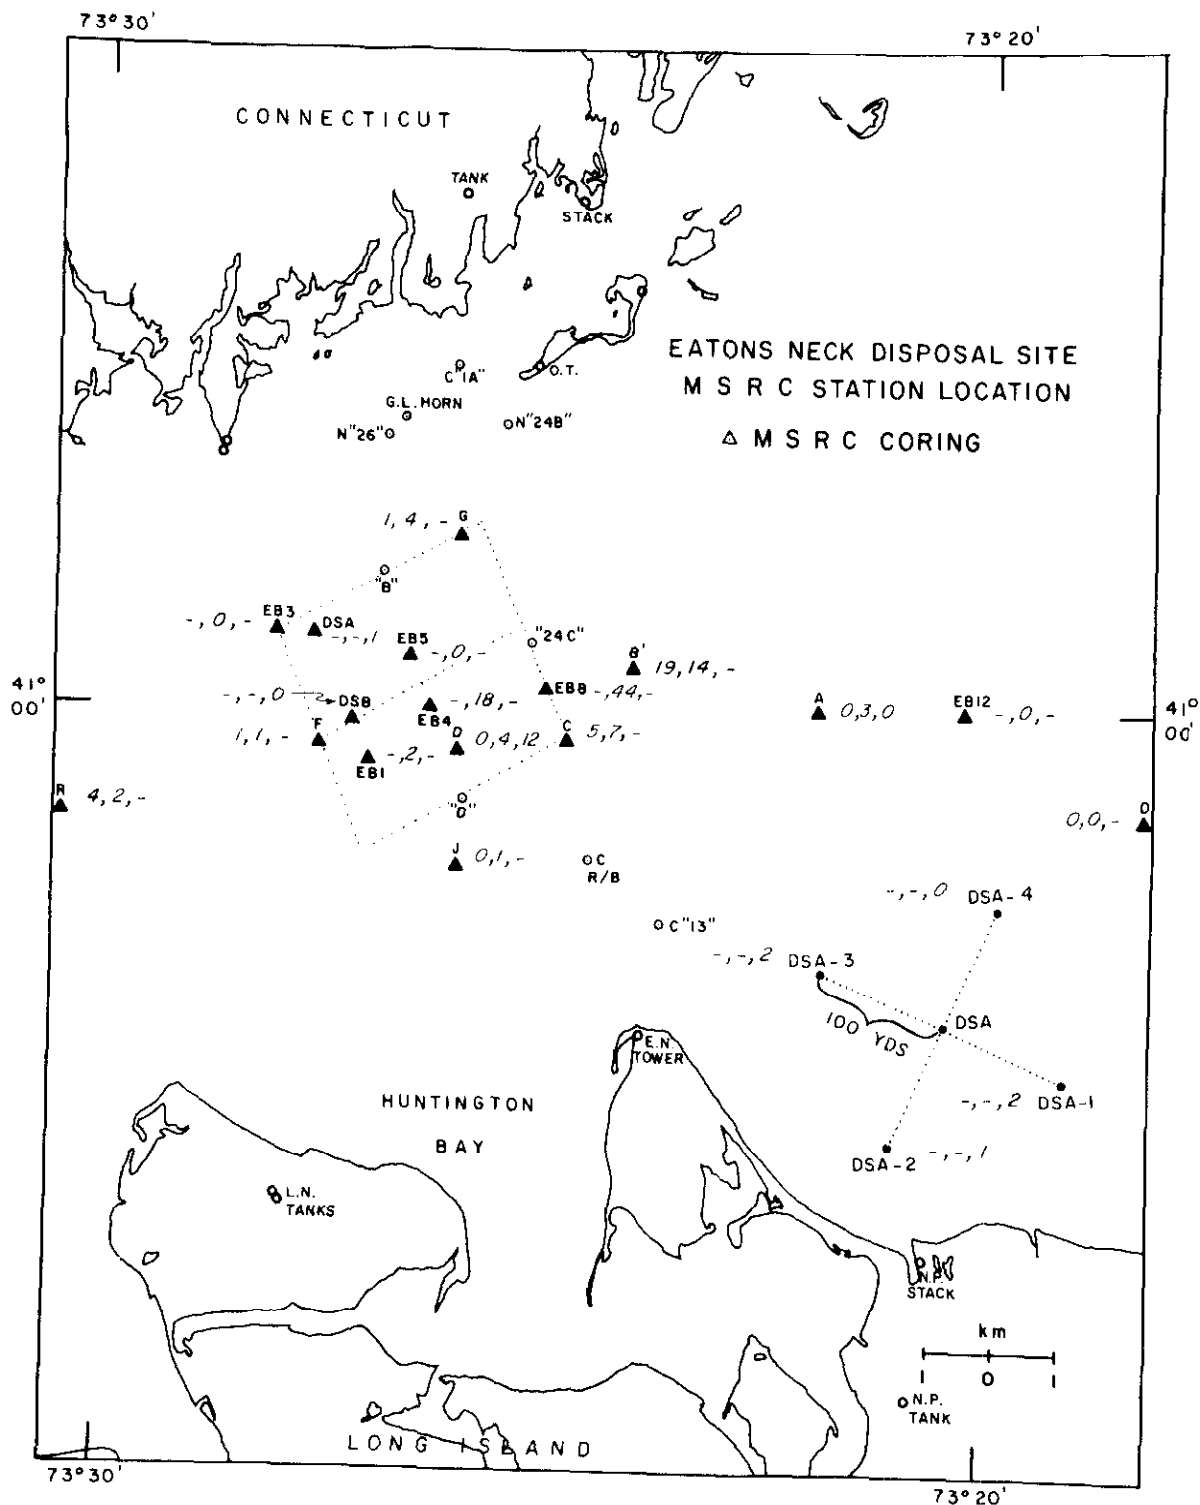 73° 30'
73° 20'
CONNECTICUT
TANK
STACK
EATONS NECK DISPOSAL SITE
M S R C STATION LOCATION
M S R C CORING
C"1A"
O.T.
G.L. HORN
N"26"
N"24B"
1, 4, -
G
"B"
EB3
-, 0, -
DSA
-, -, 1
EB5
-, 0, -
"24C"
B'
19, 14, -
EB8
-, 44, -
-, -, 0
DSB
-, 18, -
EB4
A
0, 3, 0
EB12
-, 0, -
41° 00'
41° 00'
F
1, 1, -
EB1
-, 2, -
D
0, 4, 12
C
5, 7, -
R
4, 2, -
"D"
J
0, 1, -
C R/B
0, 0, -
O
C"13"
-, -, 0
DSA-4
-, -, 2
DSA-3
DSA
100 YDS
-, -, 2
DSA-1
DSA-2
-, -, 1
E.N. TOWER
HUNTINGTON
BAY
L.N.
TANKS
N.P.
STACK
km
1 0 1
N.P.
TANK
LONG ISLAND
73° 30'
73° 20'